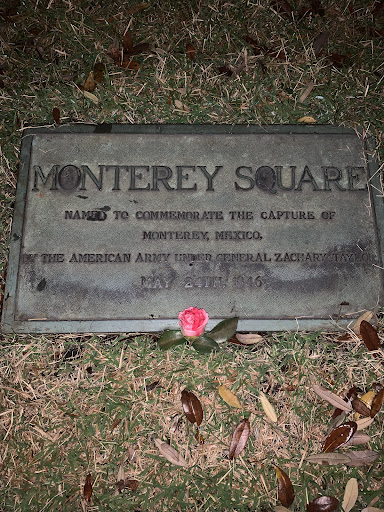 MONTEREY SQUARE
NAMED TO COMMEMORATE THE CAPTURE OF
MONTEREY, MEXICO.
BY THE AMERICAN ARMY UNDER GENERAL ZACHARY TAYLOR
MAY 24TH, 1846